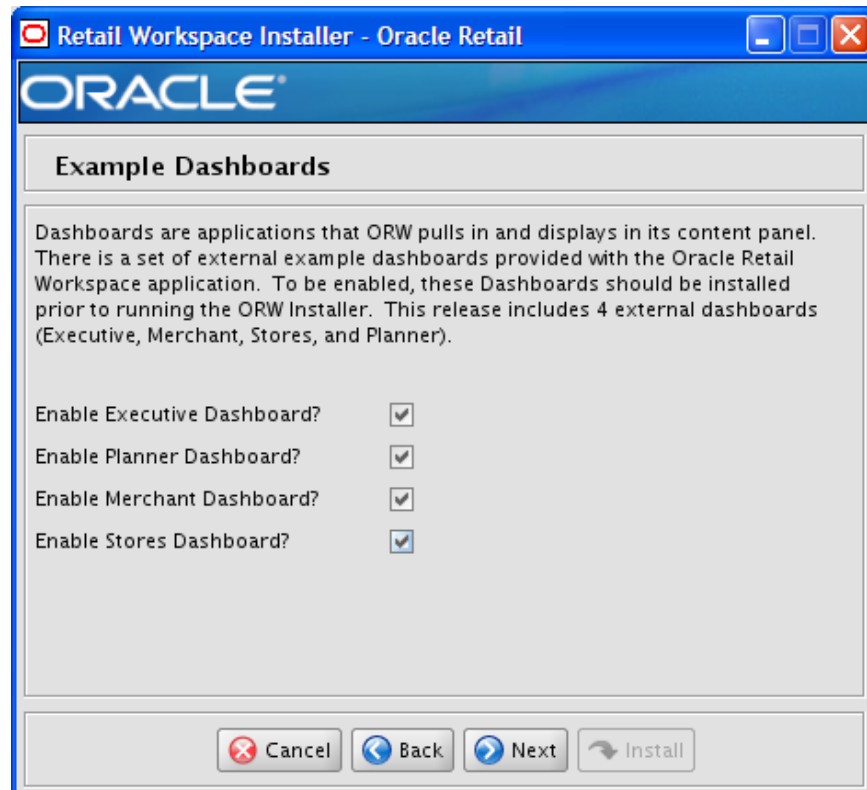 Retail Workspace Installer - Oracle Retail
ORACLE®
Example Dashboards
Dashboards are applications that ORW pulls in and displays in its content panel.
There is a set of external example dashboards provided with the Oracle Retail
Workspace application.  To be enabled, these Dashboards should be installed
prior to running the ORW Installer.  This release includes 4 external dashboards
(Executive, Merchant, Stores, and Planner).
Enable Executive Dashboard?
Enable Planner Dashboard?
Enable Merchant Dashboard?
Enable Stores Dashboard?
Cancel Back Next Install